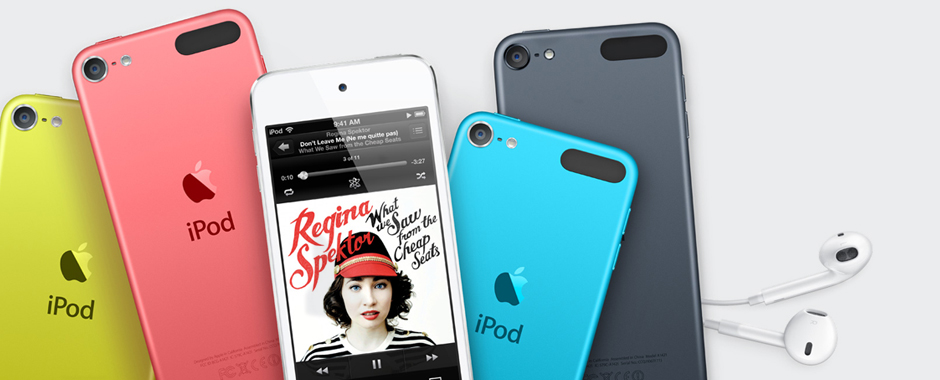 iPod
iPod
iPod
9:41 AM
Regina Spektor
Don't Leave Me (Ne me quitte pas)
What We Saw from the Cheap Seats
3 of 11
0:10
-3:27
Regina
Spektor
What
we Saw
from the
Cheap
Seats
iPod